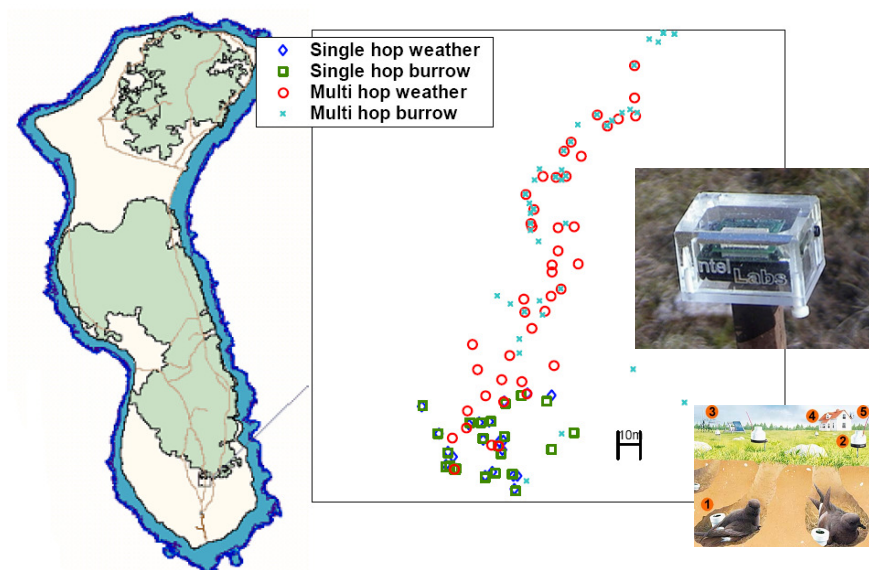 Single hop weather
Single hop burrow
Multi hop weather
Multi hop burrow
ntel
Labs
10m
3
4
5
2
1